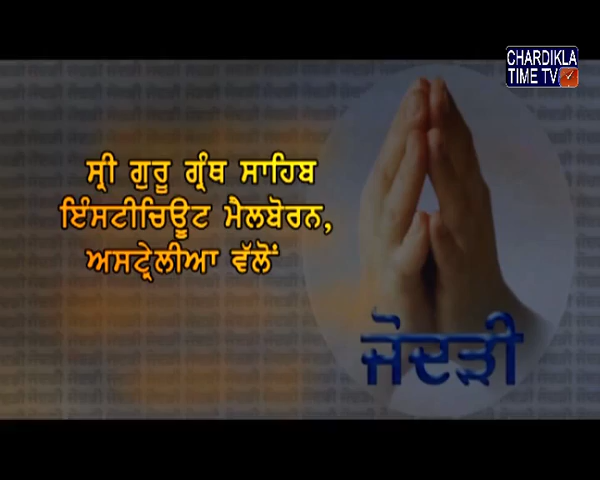 CHARDIKLA
TIME TV
ਸ੍ਰੀ ਗੁਰੂ ਗ੍ਰੰਥ ਸਾਹਿਬ
ਇੰਸਟੀਚਿਊਟ ਮੈਲਬੋਰਨ,
ਅਸਟ੍ਰੇਲੀਆ ਵੱਲੋਂ
ਜੋਦੜੀ